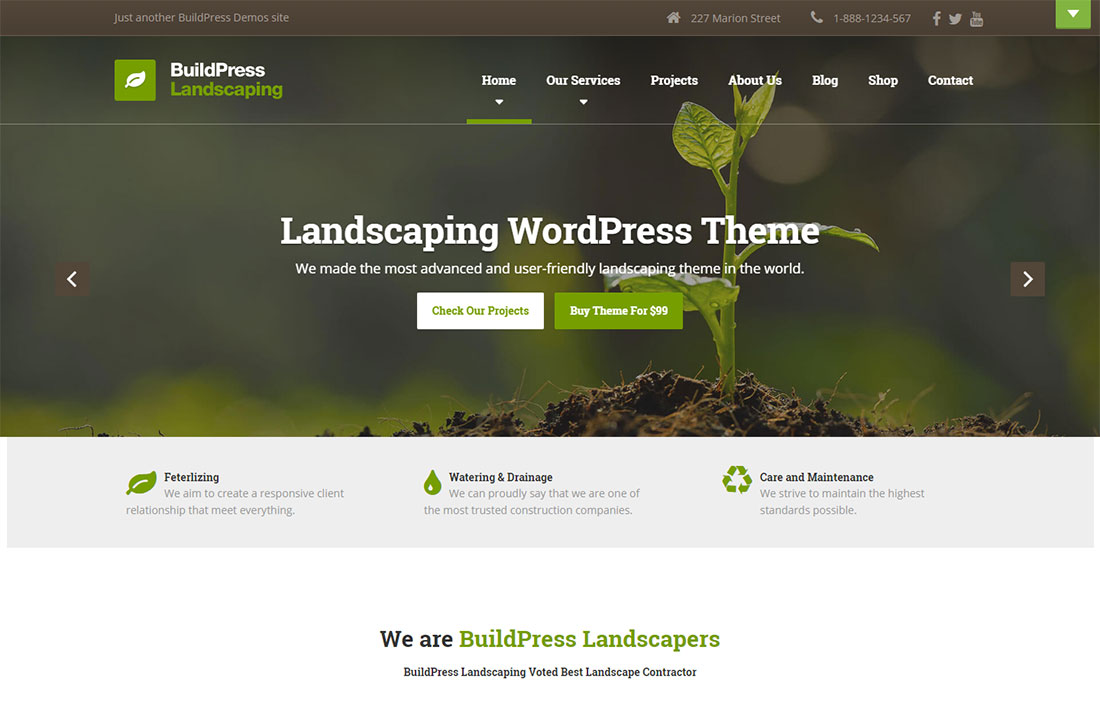 Just another BuildPress Demos site
227 Marion Street
1-888-1234-567
You
Tube
BuildPress
Landscaping
Home
Our Services
Projects
About Us
Blog
Shop
Contact
Landscaping WordPress Theme
We made the most advanced and user-friendly landscaping theme in the world.
Check Our Projects
Buy Theme For $99
Feterlizing
We aim to create a responsive client
relationship that meet everything.
Watering & Drainage
We can proudly say that we are one of
the most trusted construction companies.
Care and Maintenance
We strive to maintain the highest
standards possible.
We are BuildPress Landscapers
BuildPress Landscaping Voted Best Landscape Contractor